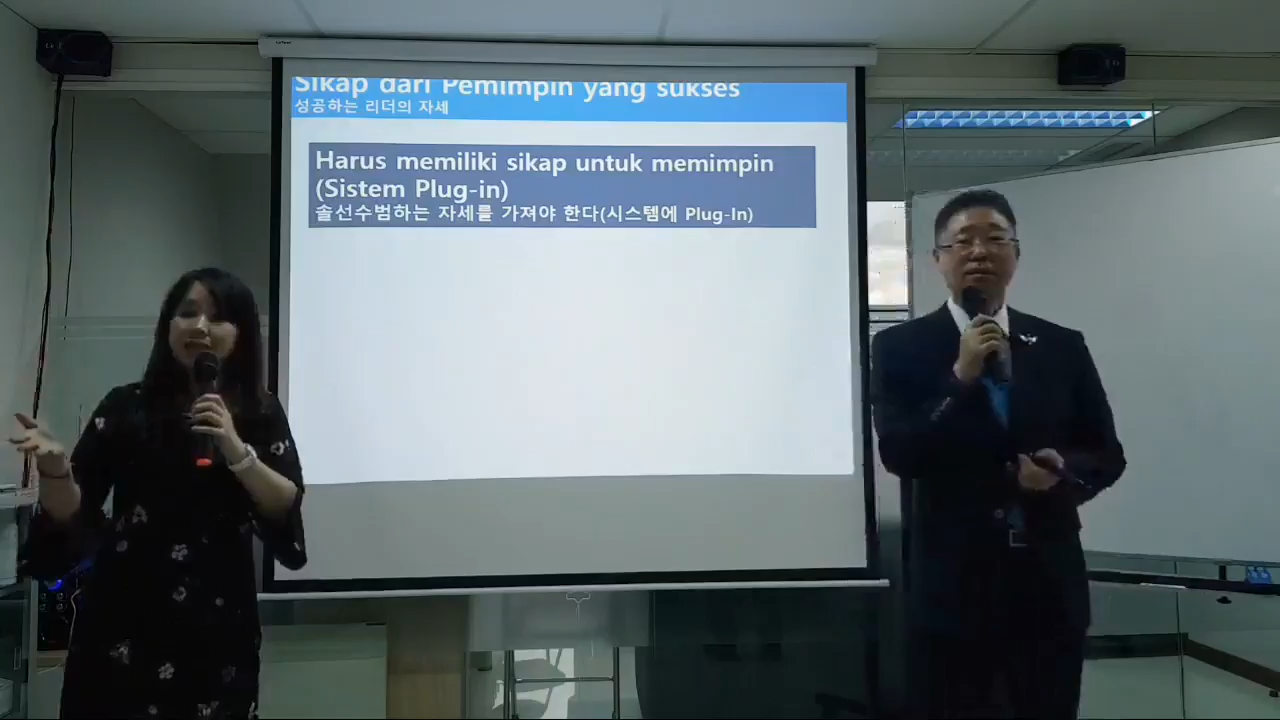 Sikap dari Pemimpin yang sukses
성공하는 리더의 자세
Harus memiliki sikap untuk memimpin
(Sistem Plug-in)
솔선수범하는 자세를 가져야 한다(시스템에 Plug-In)